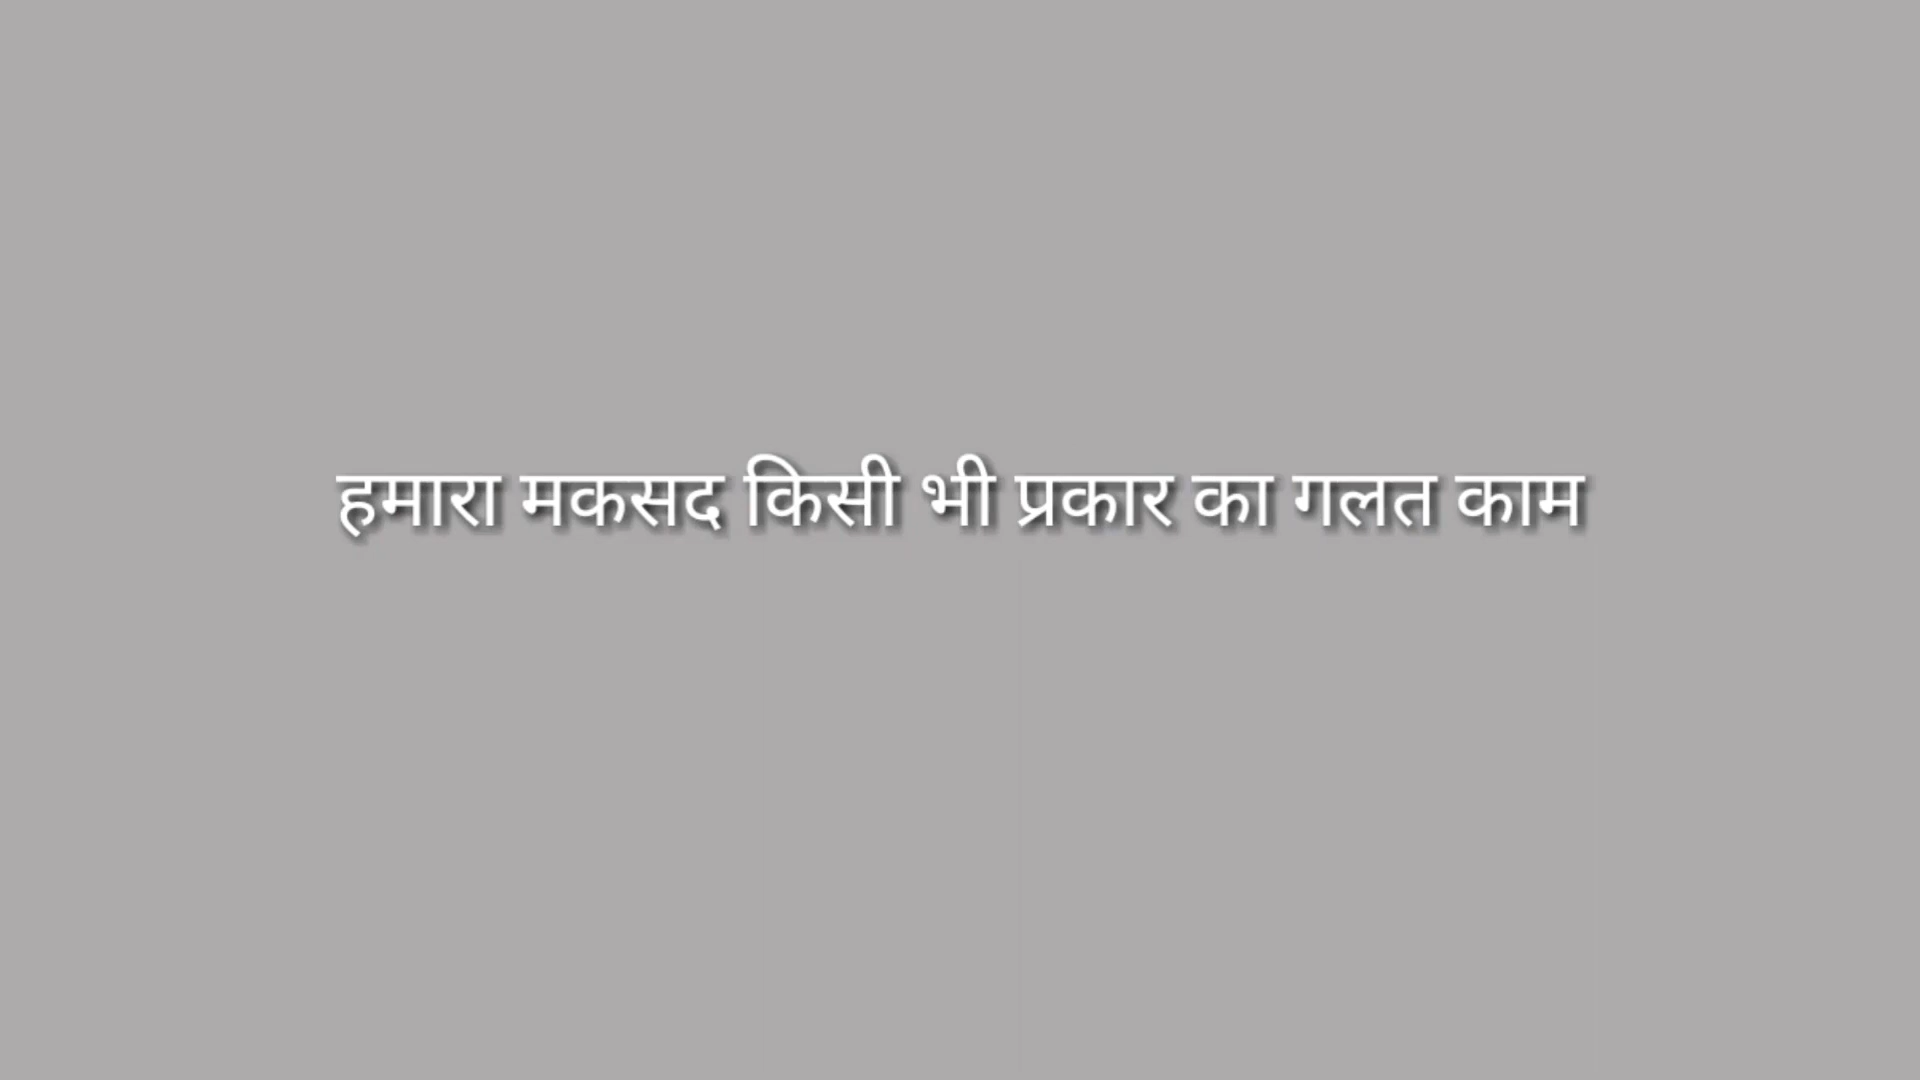 हमारा मकसद किसी भी प्रकार का गलत काम